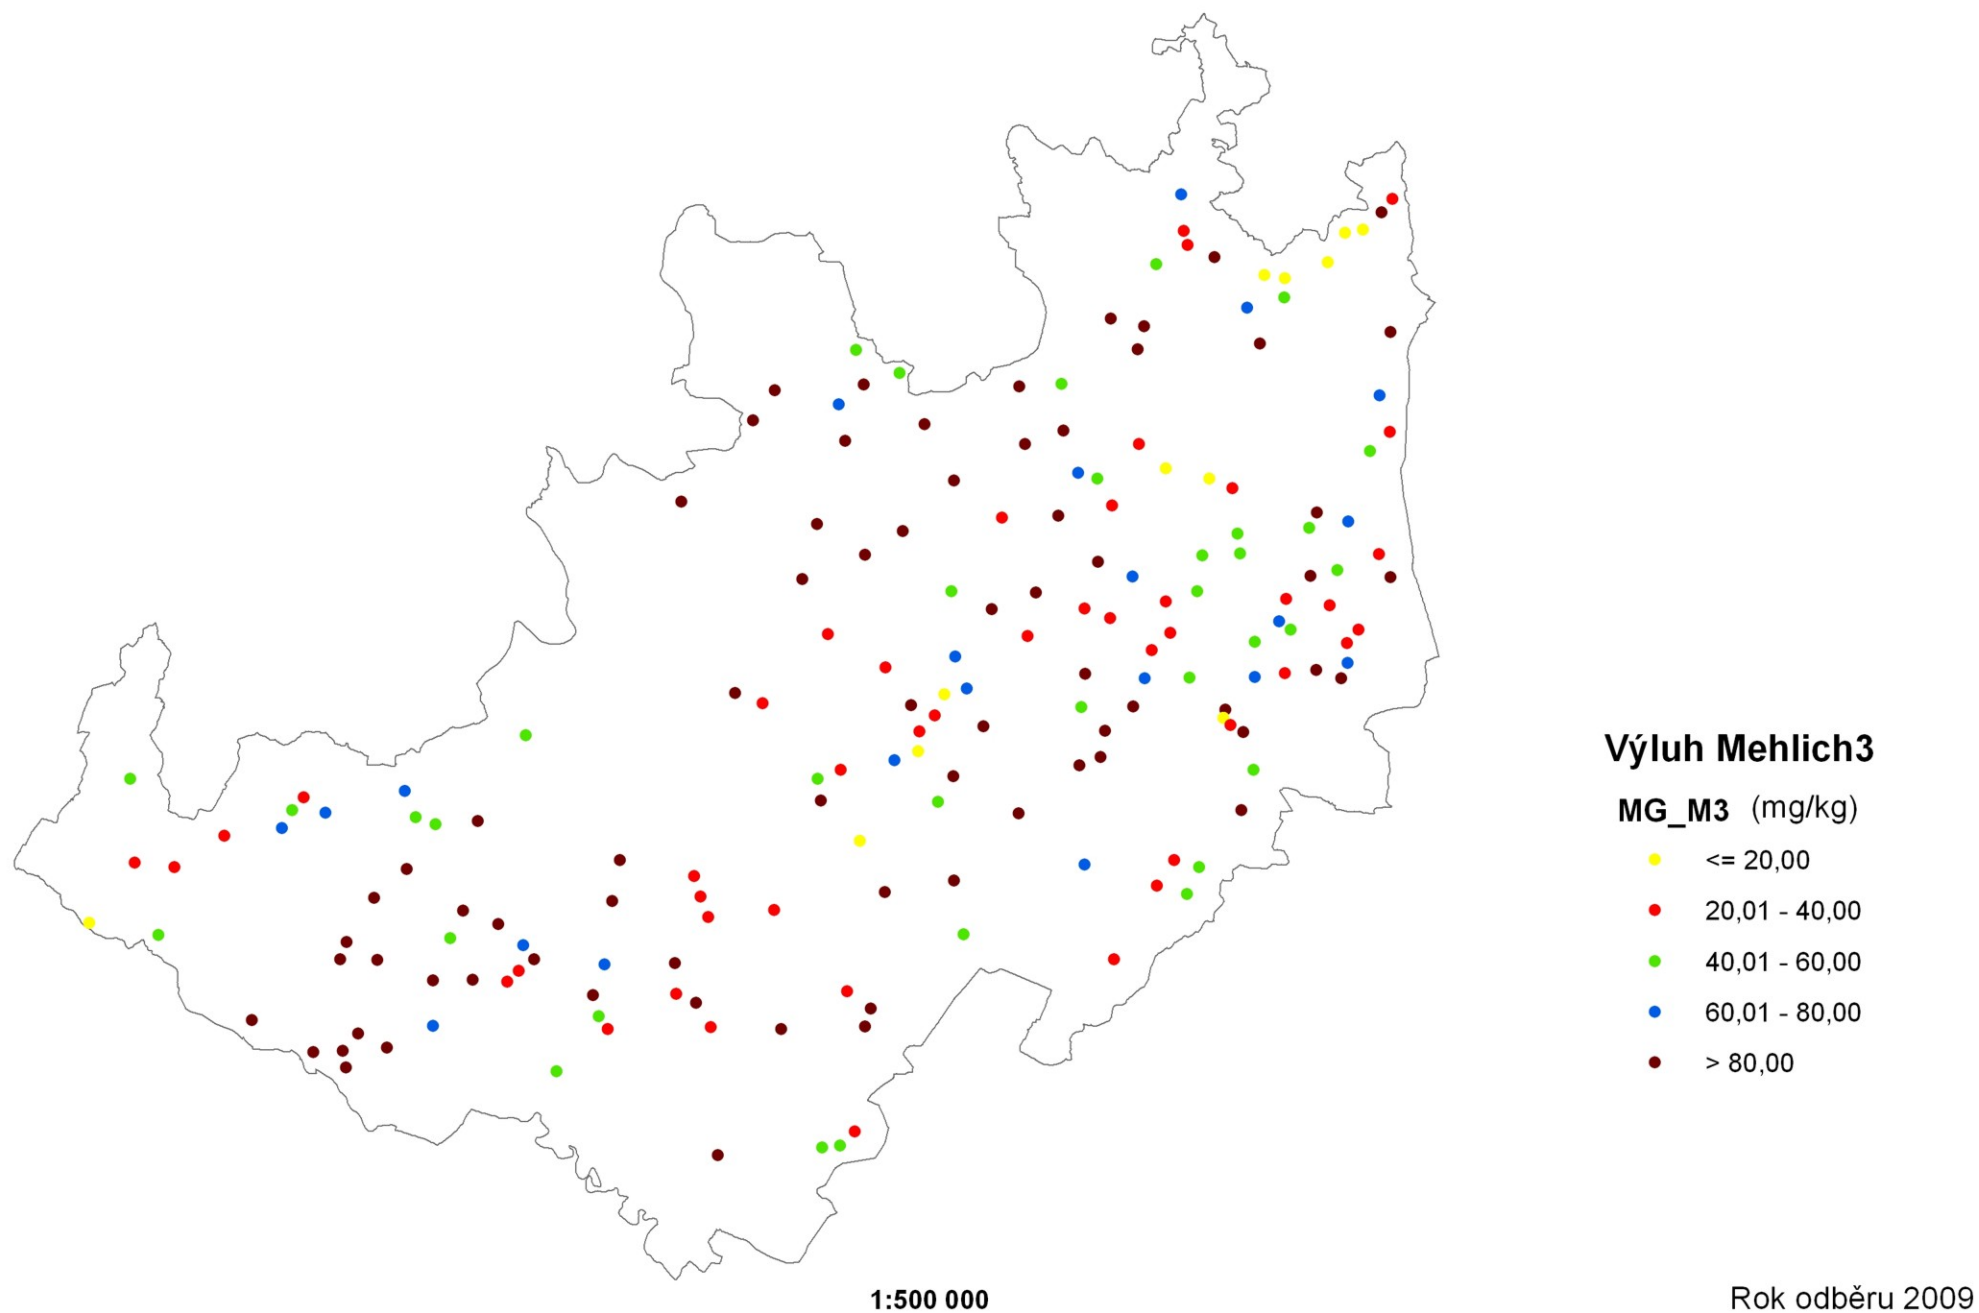 Výluh Mehlich3
MG_M3 (mg/kg)
<= 20,00
20,01 - 40,00
40,01 - 60,00
60,01 - 80,00
> 80,00
1:500 000
Rok odběru 2009